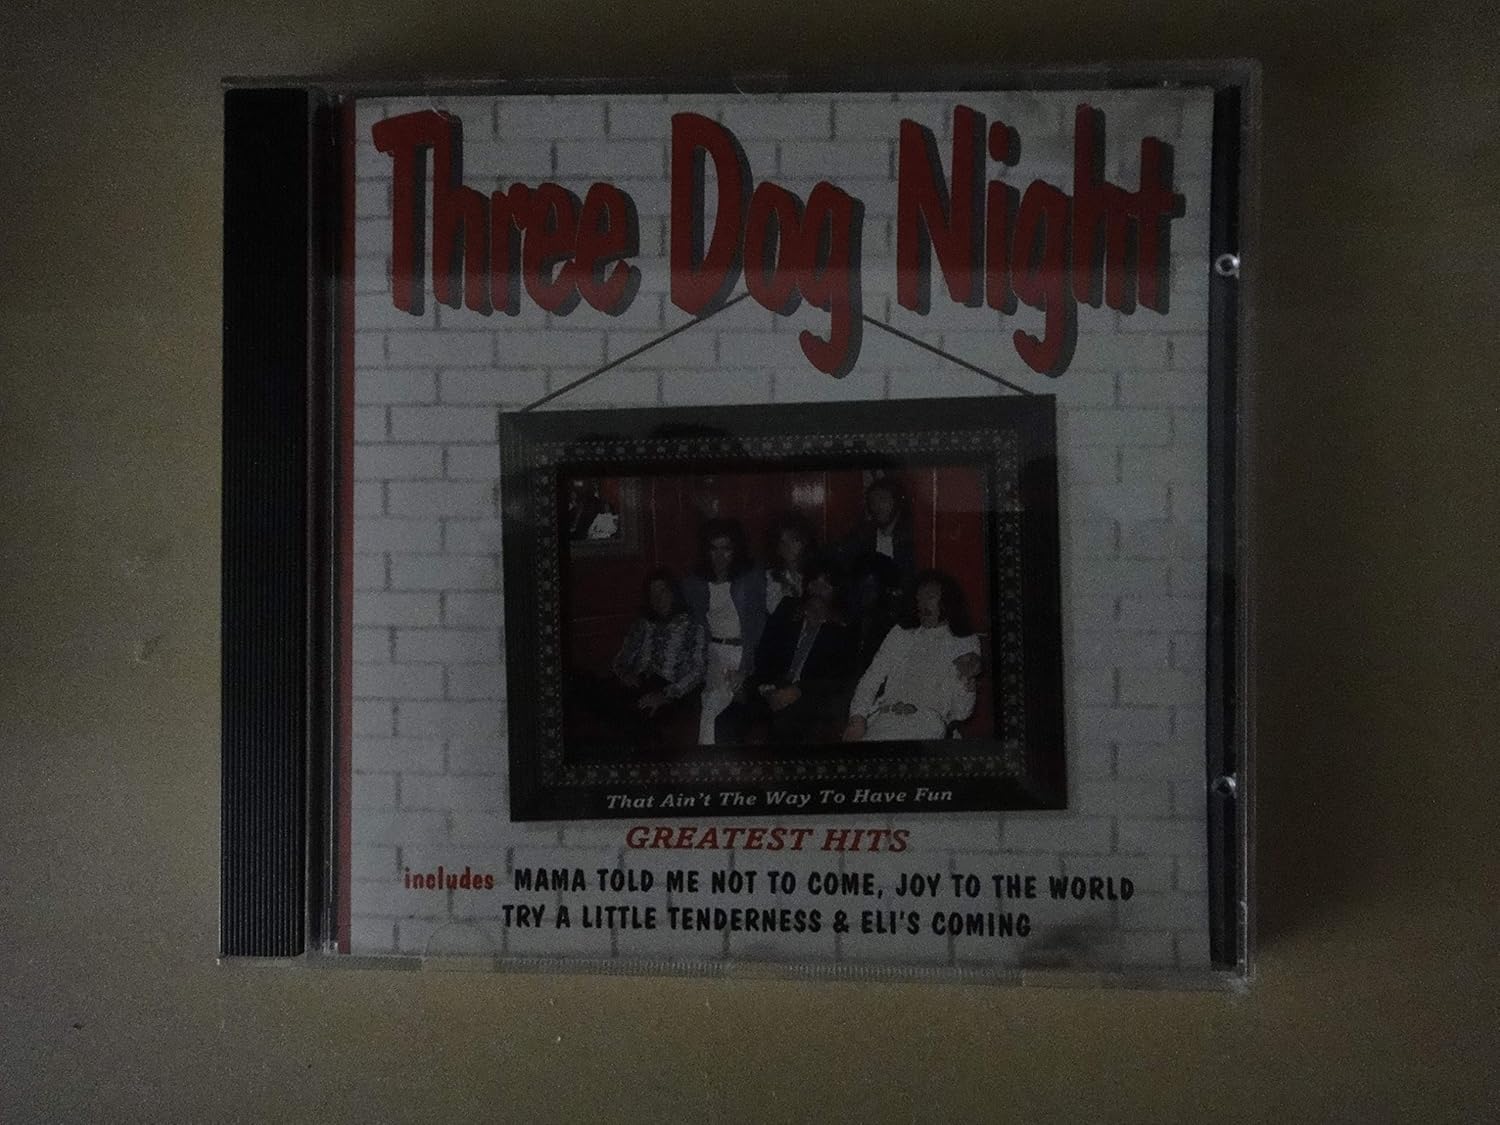 Three Dog Night
That Ain't The Way To Have Fun
GREATEST HITS
includes MAMA TOLD ME NOT TO COME, JOY TO THE WORLD
TRY A LITTLE TENDERNESS & ELI'S COMING